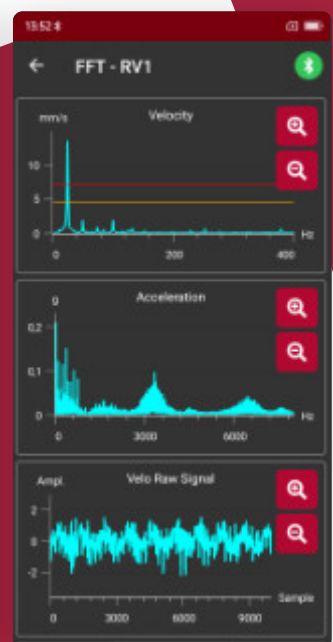 13:52
FFT - RV1
mm/s Velocity
10
5
0 Hz
0 200 400
g Acceleration
0,2
0,1
0 Hz
0 3000 6000
Ampl. Velo Raw Signal
2
0
-2
Sample
0 3000 6000 9000